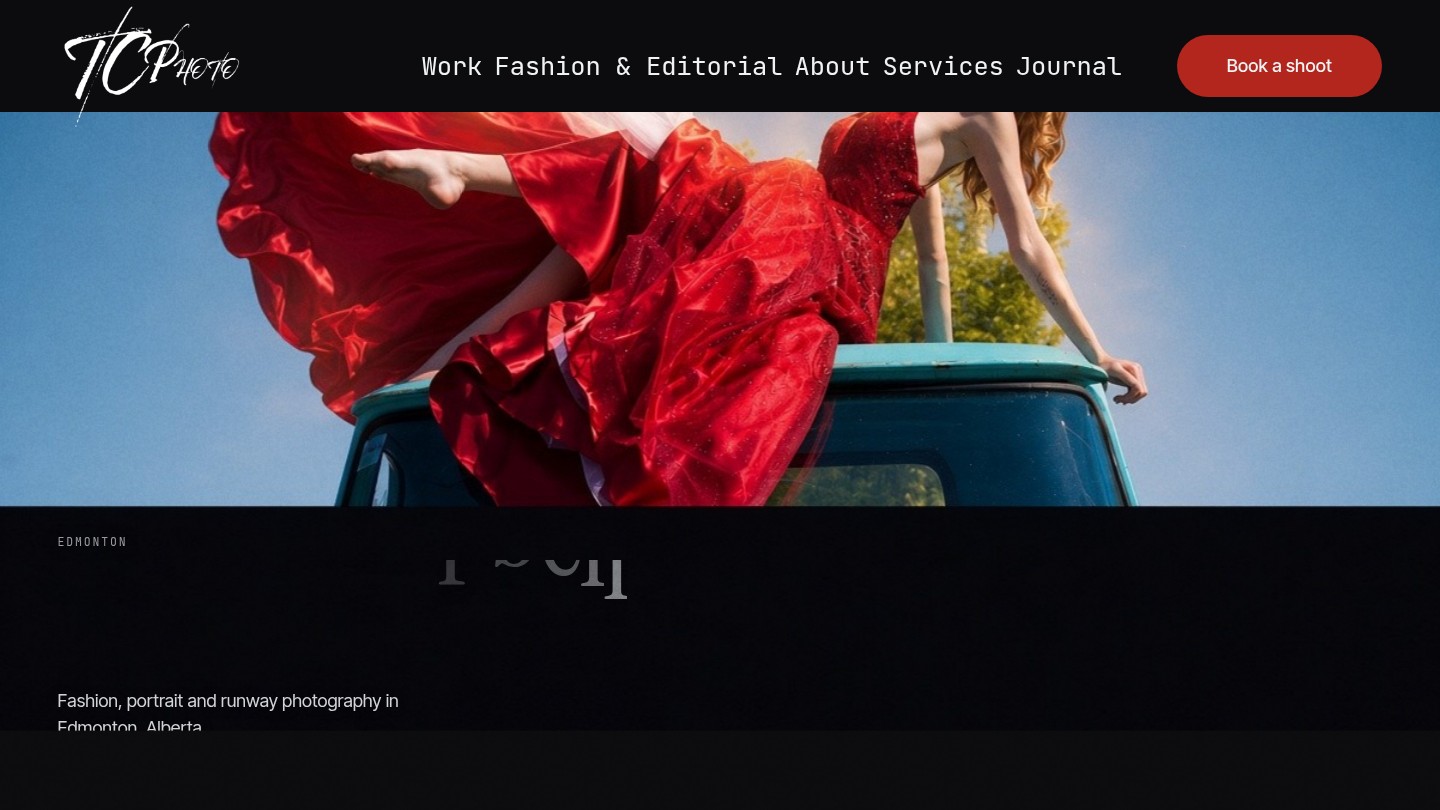 TCPHOTO
Work Fashion & Editorial About Services Journal
Book a shoot
EDMONTON
Fashion, portrait and runway photography in
Edmonton, Alberta